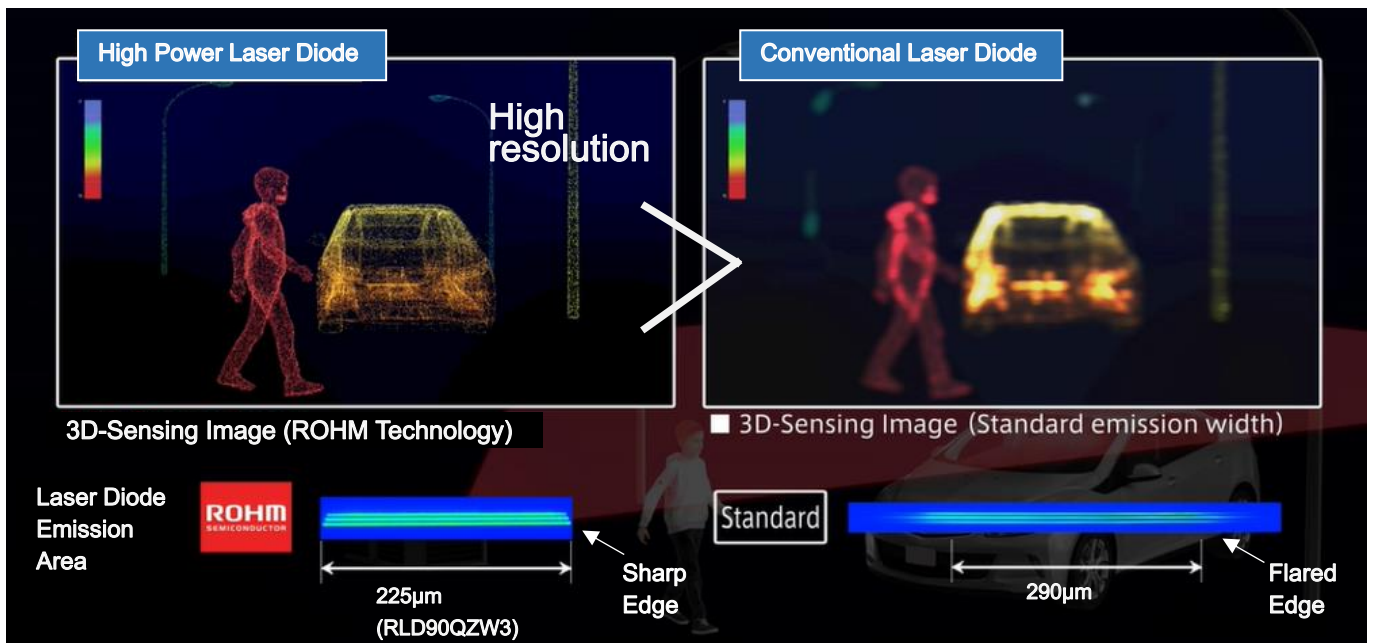 High Power Laser Diode
Conventional Laser Diode
High
resolution
3D-Sensing Image (ROHM Technology)
3D-Sensing Image (Standard emission width)
Laser Diode
Emission
Area
ROHM
SEMICONDUCTOR
Sharp
Edge
225μm
(RLD90QZW3)
Standard
Flared
Edge
290μm